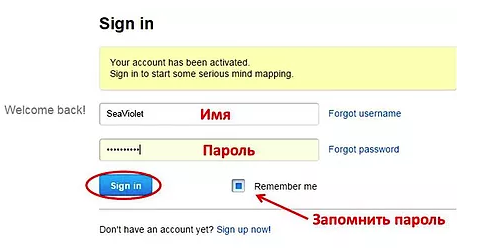 Sign in
Your account has been activated.
Sign in to start some serious mind mapping.
Welcome back!
SeaViolet Имя Forgot username
•••••••••• Пароль Forgot password
Sign in Remember me
Запомнить пароль
Don't have an account yet? Sign up now!